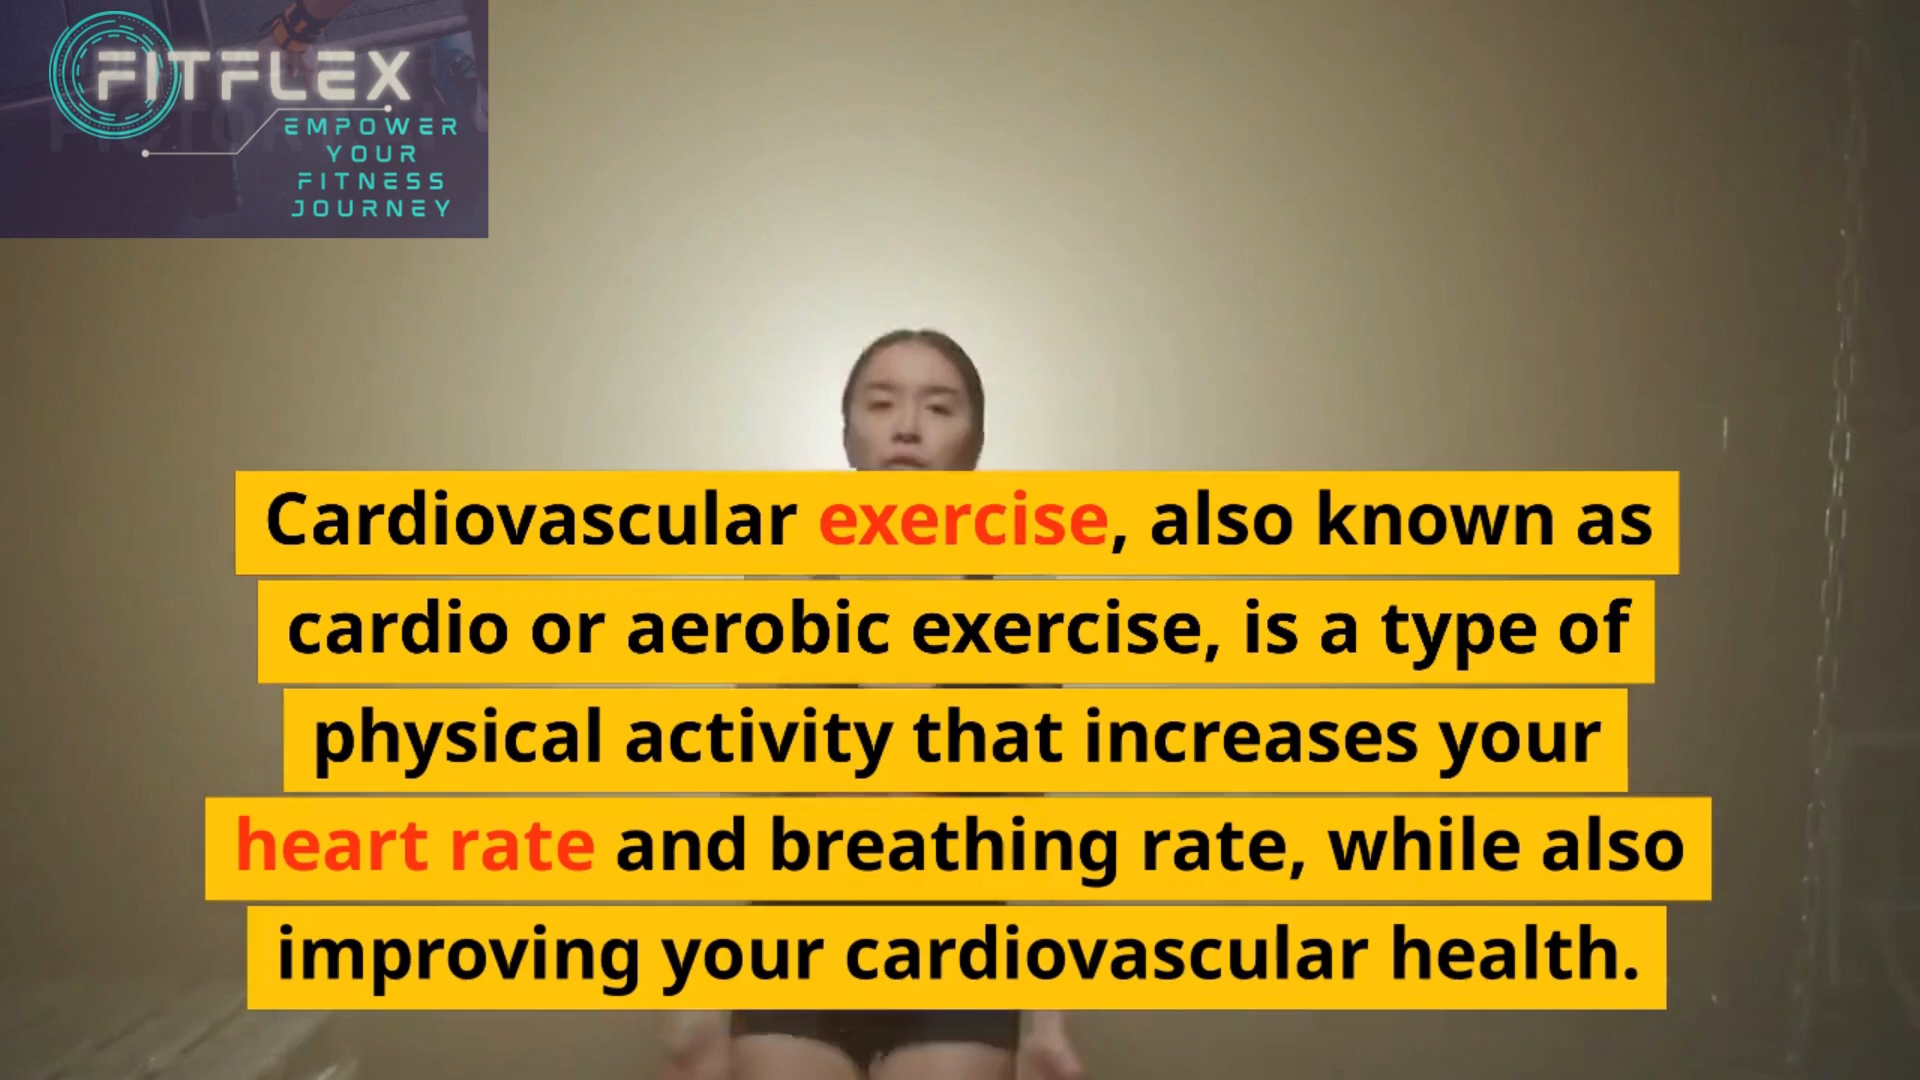 FITFLEX
EMPOWER
YOUR
FITNESS
JOURNEY
Cardiovascular exercise, also known as
cardio or aerobic exercise, is a type of
physical activity that increases your
heart rate and breathing rate, while also
improving your cardiovascular health.